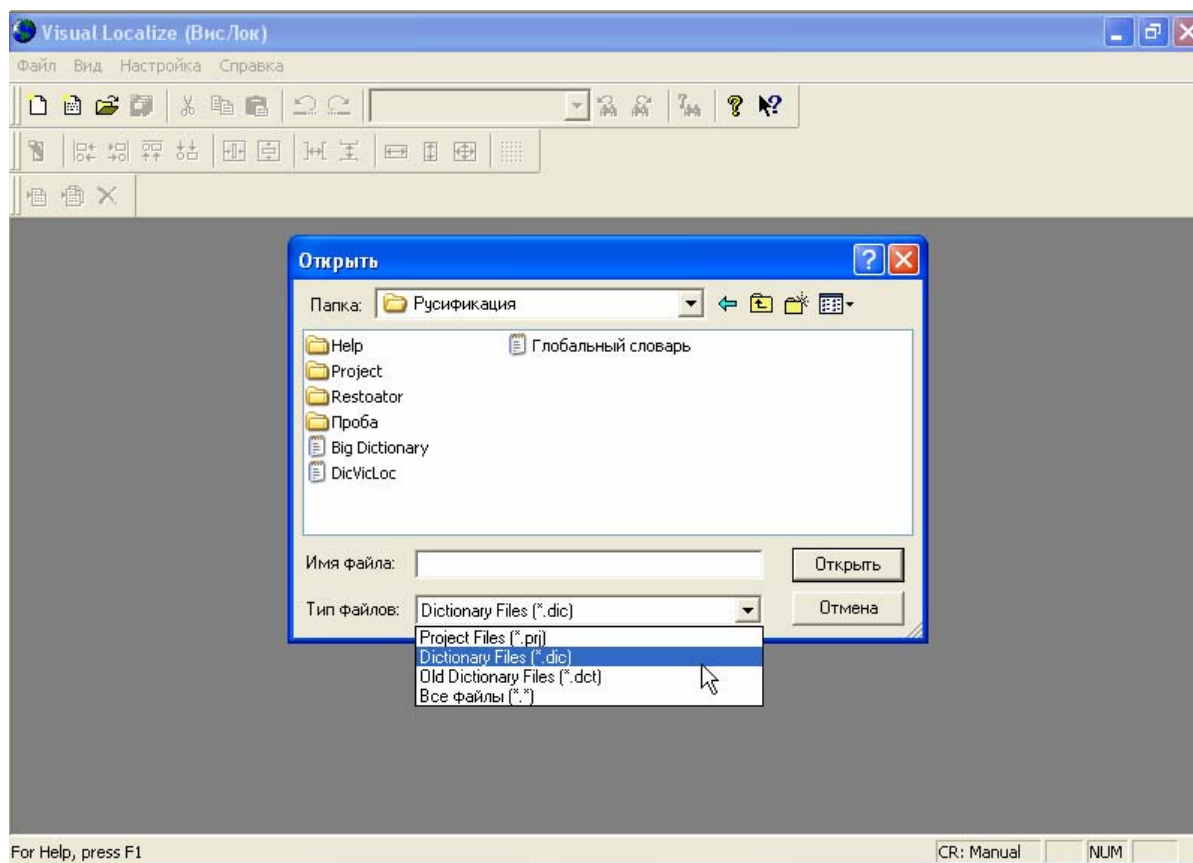 Visual Localize (ВисЛок)
Файл Вид Настройка Справка
Открыть
Папка: Русификация
Help
Глобальный словарь
Project
Restoator
Проба
Big Dictionary
DicVicLoc
Имя файла:
Открыть
Тип файлов: Dictionary Files (*.dic)
Отмена
Project Files (*.prj)
Dictionary Files (*.dic)
Old Dictionary Files (*.dct)
Все файлы (*.*)
For Help, press F1
CR: Manual
NUM